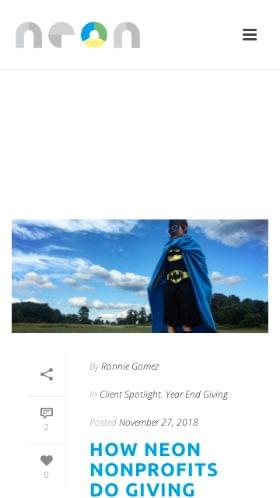 neon
By Ronnie Gomez
In Client Spotlight, Year End Giving
Posted November 27, 2018
2
0
HOW NEON
NONPROFITS
DO GIVING